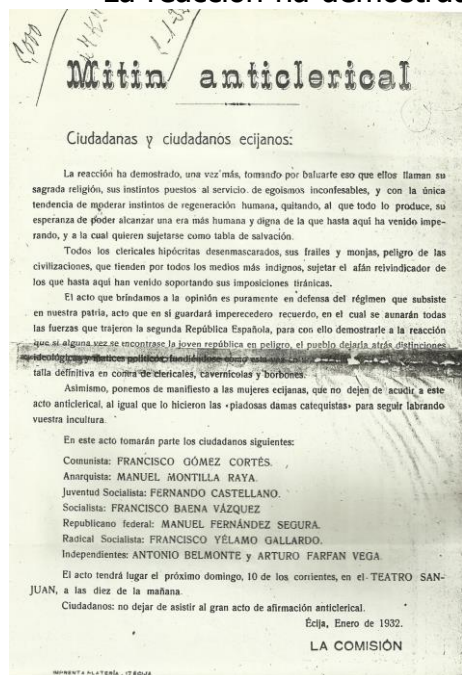 La reacción ha demostrad
1-1-32
Mitin anticlerical
Ciudadanas y ciudadanos ecijanos:
La reacción ha demostrado, una vez más, tomando por baluarte eso que ellos llaman su
sagrada religión, sus instintos puestos al servicio de egoismos inconfesables, y con la única
tendencia de moderar instintos de regeneración humana, quitando, al que todo lo produce, su
esperanza de poder alcanzar una era más humana y digna de la que hasta aquí ha venido impe-
rando, y a la cual quieren sujetarse como tabla de salvación.
Todos los clericales hipócritas desenmascarados, sus frailes y monjas, peligro de las
civilizaciones, que tienden por todos los medios más indignos, sujetar el afán reivindicador de
los que hasta aquí han venido soportando sus imposiciones tiránicas.
El acto que brindamos a la opinión es puramente en defensa del régimen que subsiste
en nuestra patria, acto que en si guardará imperecedero recuerdo, en el cual se aunarán todas
las fuerzas que trajeron la segunda República Española, para con ello demostrarle a la reacción
que si alguna vez se encontrase la joven república en peligro, el pueblo dejaría atrás distinciones
ideológicas y políticos, fundiéndose
talla definitiva en contra de clericales, cavernícolas y borbones.
Asimismo, ponemos de manifiesto a las mujeres ecijanas, que no dejen de acudir a este
acto anticlerical, al igual que lo hicieron las «piadosas damas catequistas» para seguir labrando
vuestra incultura.
En este acto tomarán parte los ciudadanos siguientes:
Comunista: FRANCISCO GÓMEZ CORTÉS.
Anarquista: MANUEL MONTILLA RAYA.
Juventud Socialista: FERNANDO CASTELLANO.
Socialista: FRANCISCO BAENA VÁZQUEZ
Republicano federal: MANUEL FERNÁNDEZ SEGURA.
Radical Socialista: FRANCISCO YÉLAMO GALLARDO.
Independientes: ANTONIO BELMONTE y ARTURO FARFAN VEGA.
El acto tendrá lugar el próximo domingo, 10 de los corrientes, en el TEATRO SAN-
JUAN, a las diez de la mañana.
Ciudadanos: no dejar de asistir al gran acto de afirmación anticlerical.
Écija, Enero de 1932.
LA COMISIÓN
IMPRENTA PLATERÍA, ECIJA